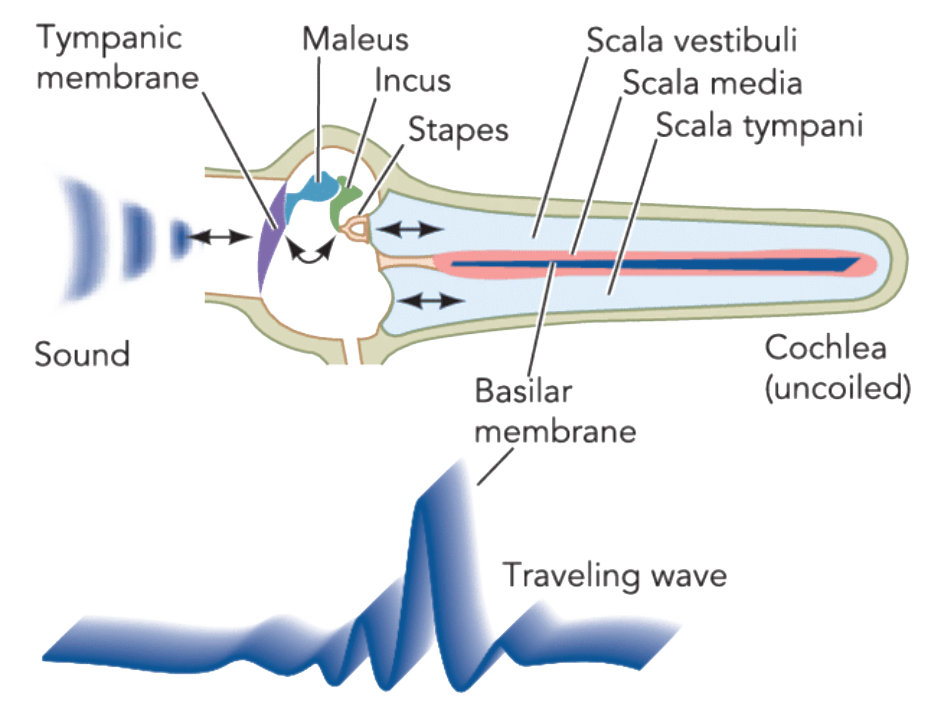 Tympanic
membrane
Maleus
Incus
Stapes
Scala vestibuli
Scala media
Scala tympani
Sound
Cochlea
(uncoiled)
Basilar
membrane
Traveling wave